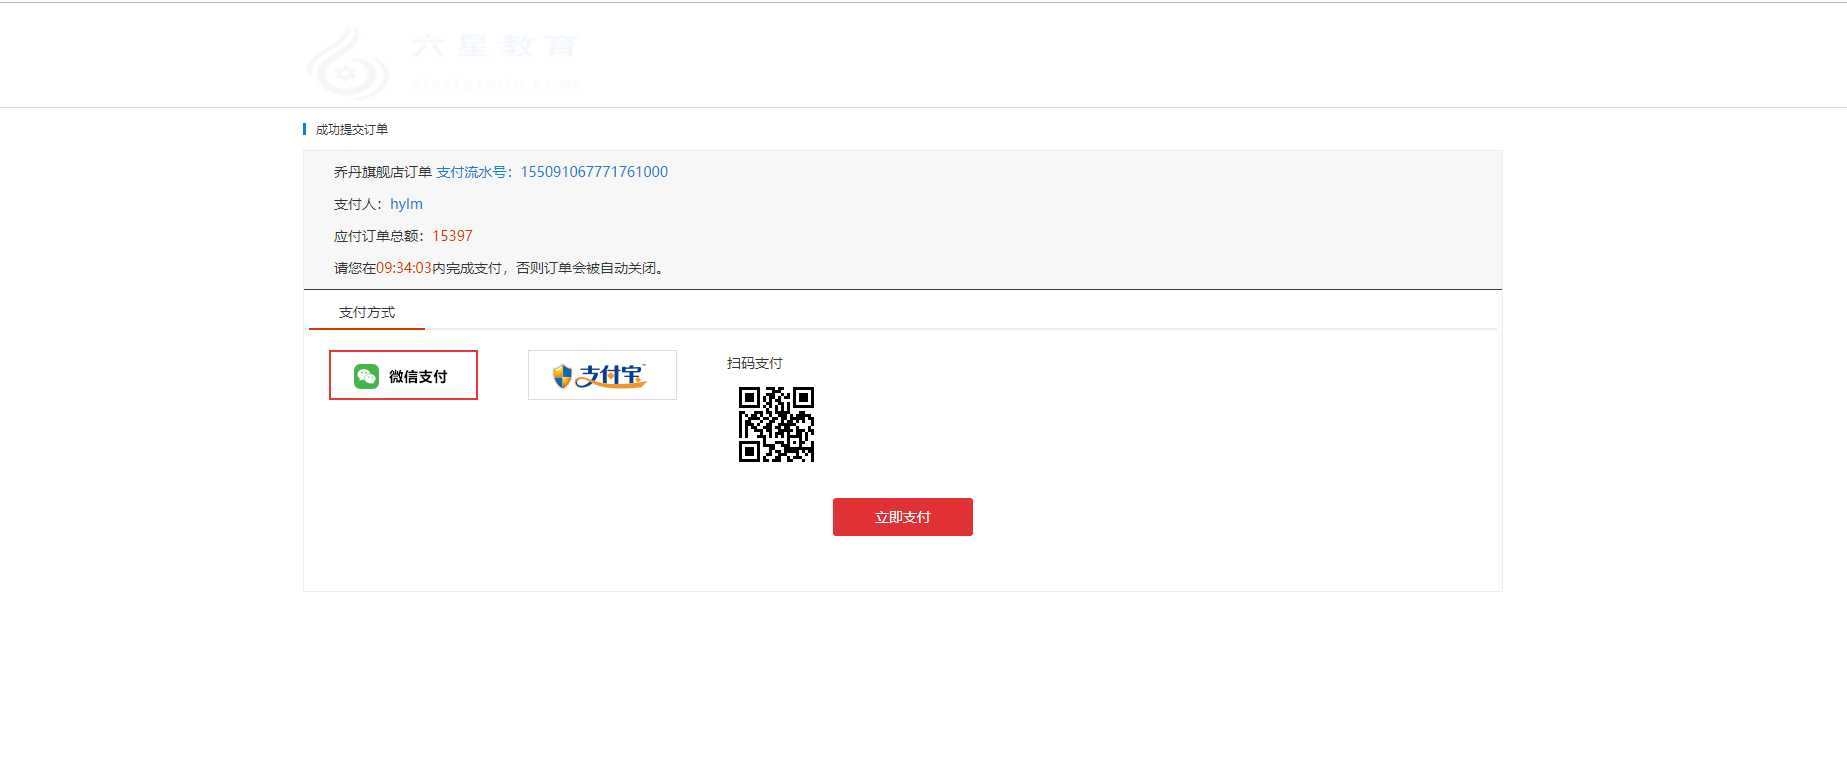 六星教育
sixstaredu.com
成功提交订单
乔丹旗舰店订单 支付流水号：155091067771761000
支付人：hylm
应付订单总额：15397
请您在09:34:03内完成支付，否则订单会被自动关闭。
支付方式
微信支付
支付宝
扫码支付
立即支付